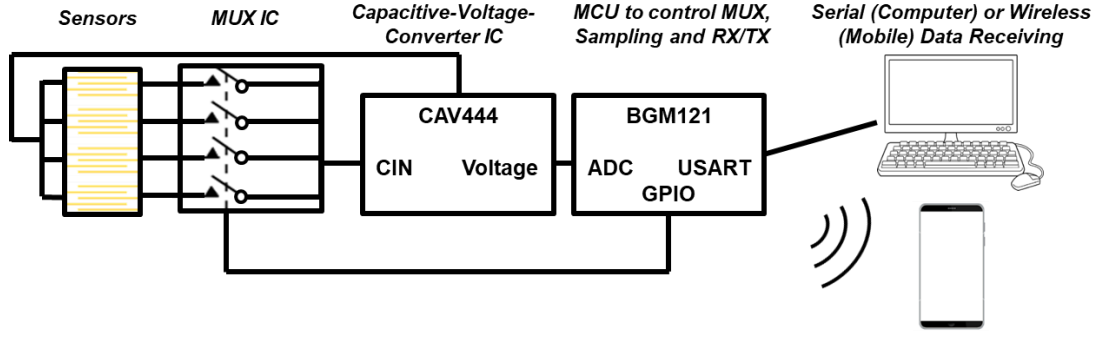 Sensors
MUX IC
Capacitive-Voltage-
Converter IC
MCU to control MUX,
Sampling and RX/TX
Serial (Computer) or Wireless
(Mobile) Data Receiving
CAV444
CIN Voltage
BGM121
ADC USART
GPIO